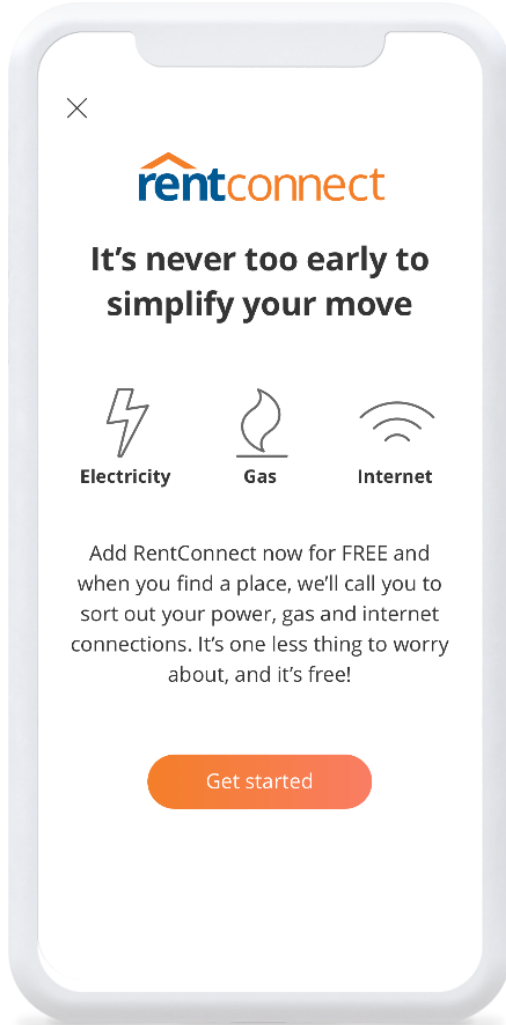 rentconnect
It's never too early to
simplify your move
Electricity Gas Internet
Add RentConnect now for FREE and
when you find a place, we'll call you to
sort out your power, gas and internet
connections. It's one less thing to worry
about, and it's free!
Get started